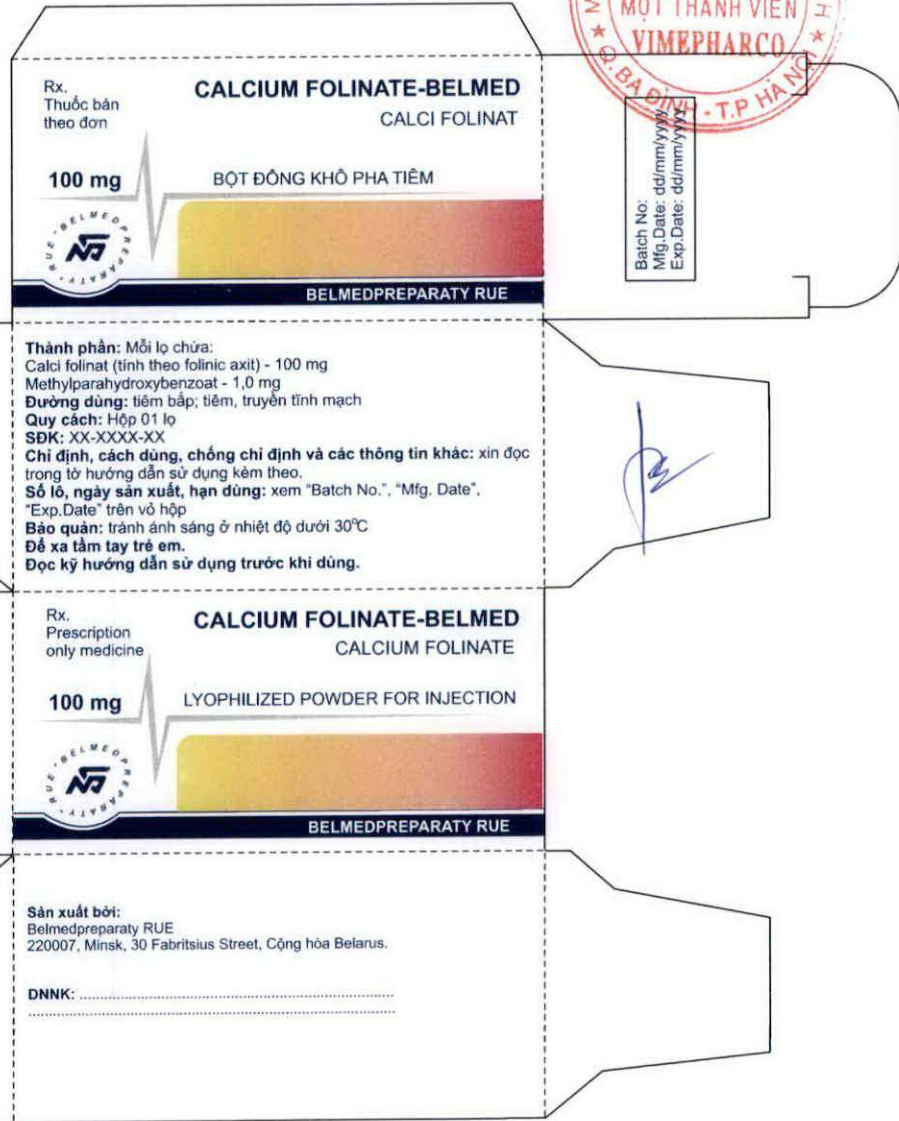 MỘT THÀNH VIÊN
VIMEPHARCO
Q. BA ĐÌNH - T.P HÀ NỘI
Rx.
Thuốc bán
theo đơn
CALCIUM FOLINATE-BELMED
CALCI FOLINAT
100 mg
BỘT ĐÔNG KHÔ PHA TIÊM
RUE · BELMEDPREPARATY ·
BELMEDPREPARATY RUE
Batch No:
Mfg.Date: dd/mm/yyyy
Exp.Date: dd/mm/yyyy
Thành phần: Mỗi lọ chứa:
Calci folinat (tính theo folinic axit) - 100 mg
Methylparahydroxybenzoat - 1,0 mg
Đường dùng: tiêm bắp; tiêm, truyền tĩnh mạch
Quy cách: Hộp 01 lọ
SĐK: XX-XXXX-XX
Chỉ định, cách dùng, chống chỉ định và các thông tin khác: xin đọc
trong tờ hướng dẫn sử dụng kèm theo.
Số lô, ngày sản xuất, hạn dùng: xem "Batch No.", "Mfg. Date",
"Exp.Date" trên vỏ hộp
Bảo quản: tránh ánh sáng ở nhiệt độ dưới 30°C
Để xa tầm tay trẻ em.
Đọc kỹ hướng dẫn sử dụng trước khi dùng.
Rx.
Prescription
only medicine
CALCIUM FOLINATE-BELMED
CALCIUM FOLINATE
100 mg
LYOPHILIZED POWDER FOR INJECTION
RUE · BELMEDPREPARATY ·
BELMEDPREPARATY RUE
Sản xuất bởi:
Belmedpreparaty RUE
220007, Minsk, 30 Fabritsius Street, Cộng hòa Belarus.
DNNK: ........................................................................
........................................................................